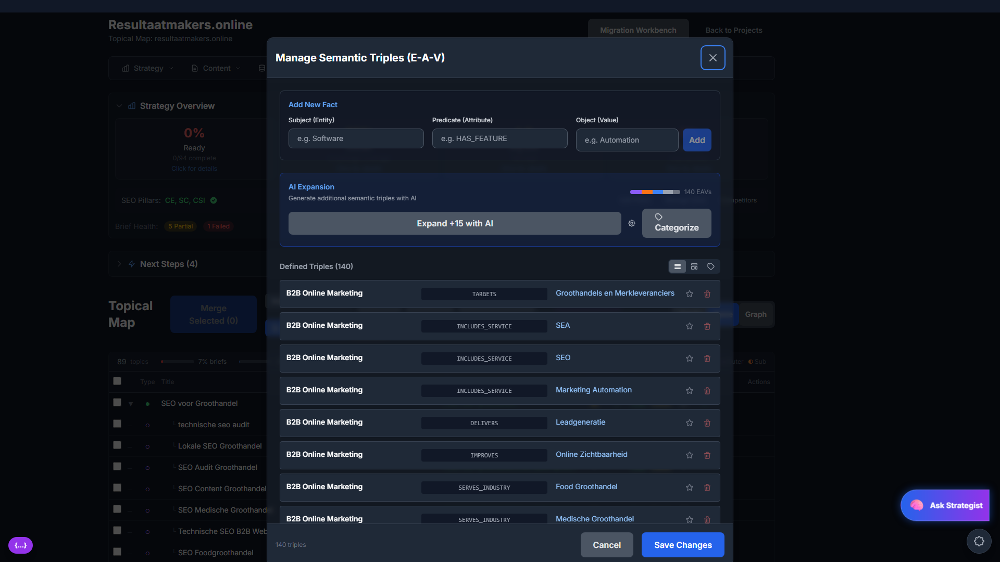 Resultaatmakers.online
Topical Map: resultaatmakers.online
Migration Workbench
Back to Projects
Strategy
Content
Manage Semantic Triples (E-A-V)
Strategy Overview
0%
Ready
0/94 complete
Click for details
SEO Pillars: CE, SC, CSI
Brief Health: 5 Partial 1 Failed
Next Steps (4)
Topical Map
Merge Selected (0)
Graph
89 topics
7% briefs
Sub
Type Title
Actions
SEO voor Groothandel
technische seo audit
Lokale SEO Groothandel
SEO Audit Groothandel
SEO Content Groothandel
SEO Medische Groothand
Technische SEO B2B Web
SEO Foodgroothandel
Add New Fact
Subject (Entity)
Predicate (Attribute)
Object (Value)
e.g. Software
e.g. HAS_FEATURE
e.g. Automation
Add
AI Expansion
Generate additional semantic triples with AI
140 EAVs
Expand +15 with AI
Categorize
Defined Triples (140)
B2B Online Marketing TARGETS Groothandels en Merkleveranciers
B2B Online Marketing INCLUDES_SERVICE SEA
B2B Online Marketing INCLUDES_SERVICE SEO
B2B Online Marketing INCLUDES_SERVICE Marketing Automation
B2B Online Marketing DELIVERS Leadgeneratie
B2B Online Marketing IMPROVES Online Zichtbaarheid
B2B Online Marketing SERVES_INDUSTRY Food Groothandel
B2B Online Marketing SERVES_INDUSTRY Medische Groothandel
140 triples
Cancel
Save Changes
Ask Strategist
{...}